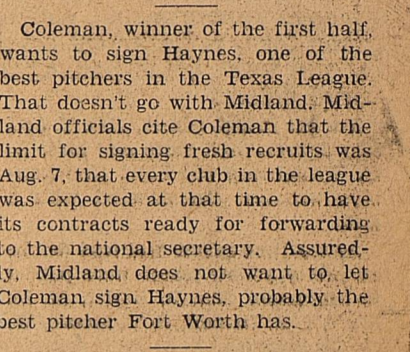 Coleman, winner of the first half,
wants to sign Haynes, one of the
best pitchers in the Texas League.
That doesn't go with Midland. Mid-
land officials cite Coleman that the
limit for signing fresh recruits was
Aug. 7, that every club in the league
was expected at that time to have
its contracts ready for forwarding
to the national secretary. Assured-
ly, Midland does not want to let
Coleman sign Haynes, probably the
best pitcher Fort Worth has.